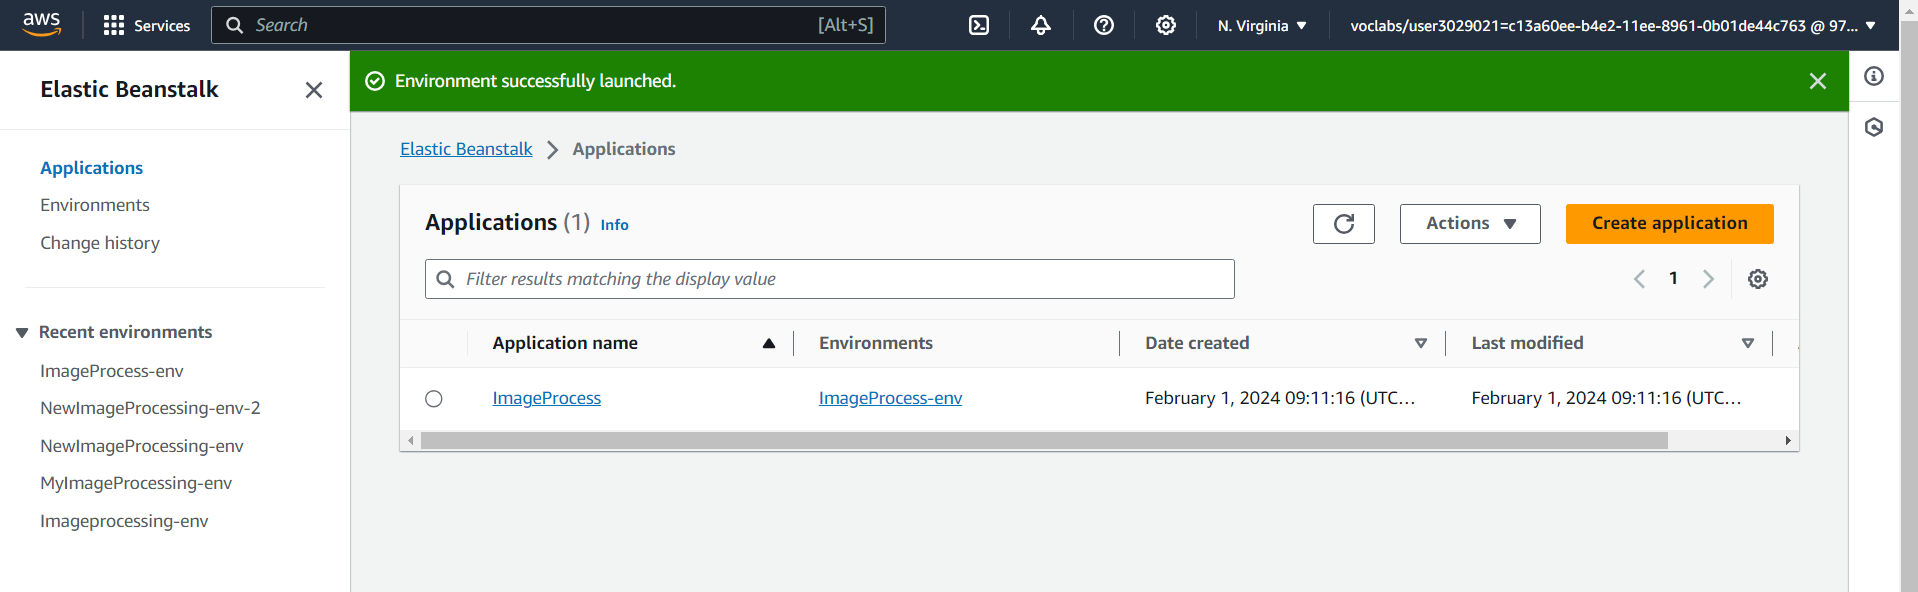 aws Services Search [Alt+S] N. Virginia voclabs/user3029021=c13a60ee-b4e2-11ee-8961-0b01de44c763 @ 97...
Elastic Beanstalk
Applications
Environments
Change history
Recent environments
ImageProcess-env
NewImageProcessing-env-2
NewImageProcessing-env
MyImageProcessing-env
Imageprocessing-env
Environment successfully launched.
Elastic Beanstalk Applications
Applications (1) Info Actions Create application
Filter results matching the display value 1
Application name Environments Date created Last modified
ImageProcess ImageProcess-env February 1, 2024 09:11:16 (UTC... February 1, 2024 09:11:16 (UTC...